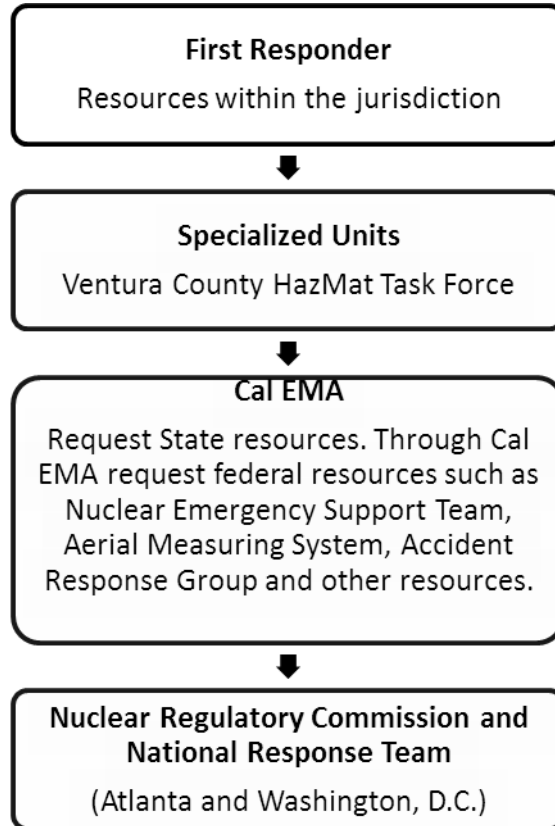 First Responder
Resources within the jurisdiction
Specialized Units
Ventura County HazMat Task Force
Cal EMA
Request State resources. Through Cal
EMA request federal resources such as
Nuclear Emergency Support Team,
Aerial Measuring System, Accident
Response Group and other resources.
Nuclear Regulatory Commission and
National Response Team
(Atlanta and Washington, D.C.)